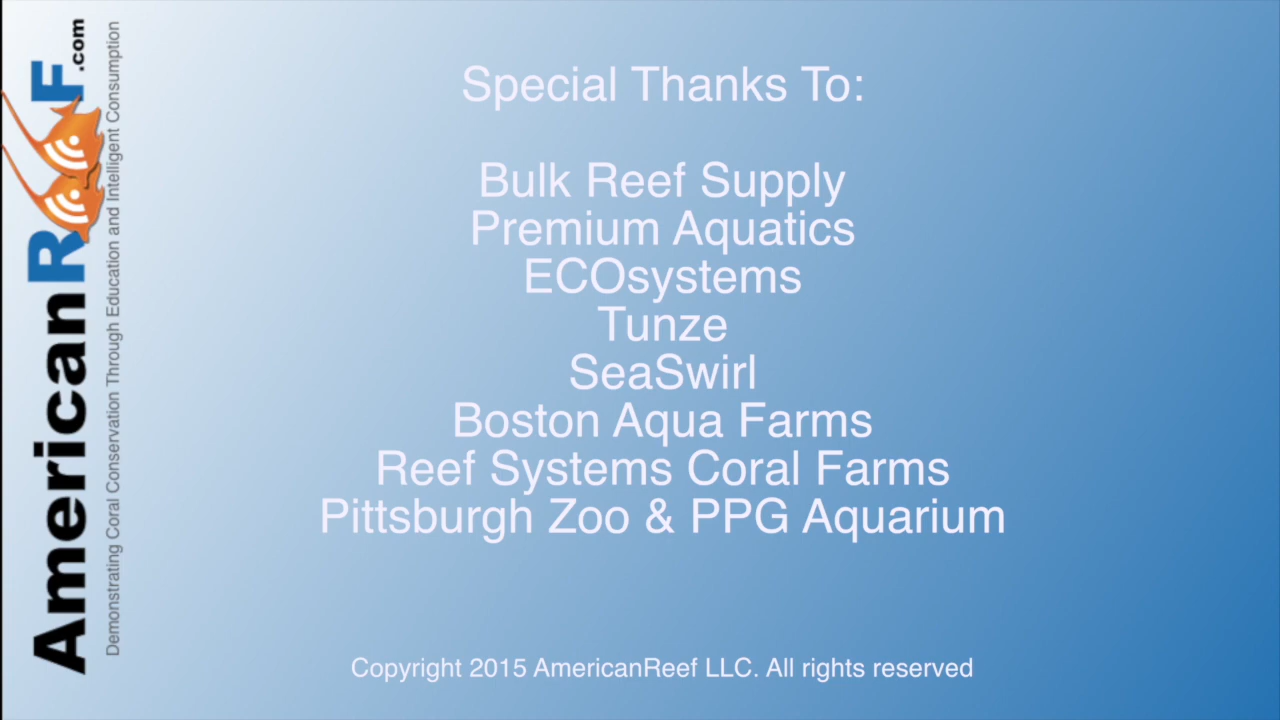 AmericanReeF.com
Demonstrating Coral Conservation Through Education and Intelligent Consumption
Special Thanks To:
Bulk Reef Supply
Premium Aquatics
ECOsystems
Tunze
SeaSwirl
Boston Aqua Farms
Reef Systems Coral Farms
Pittsburgh Zoo & PPG Aquarium
Copyright 2015 AmericanReef LLC. All rights reserved